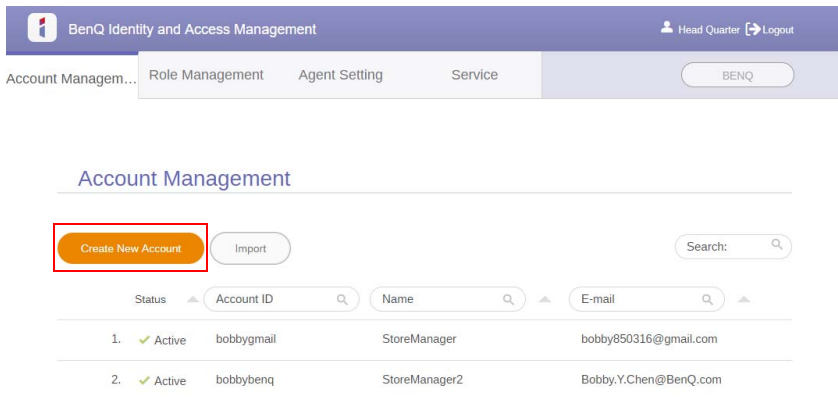 BenQ Identity and Access Management
Head Quarter Logout
Account Managem...
Role Management
Agent Setting
Service
BENQ
Account Management
Create New Account
Import
Search:
Status
Account ID
Name
E-mail
1. Active bobbygmail StoreManager bobby850316@gmail.com
2. Active bobbybenq StoreManager2 Bobby.Y.Chen@BenQ.com